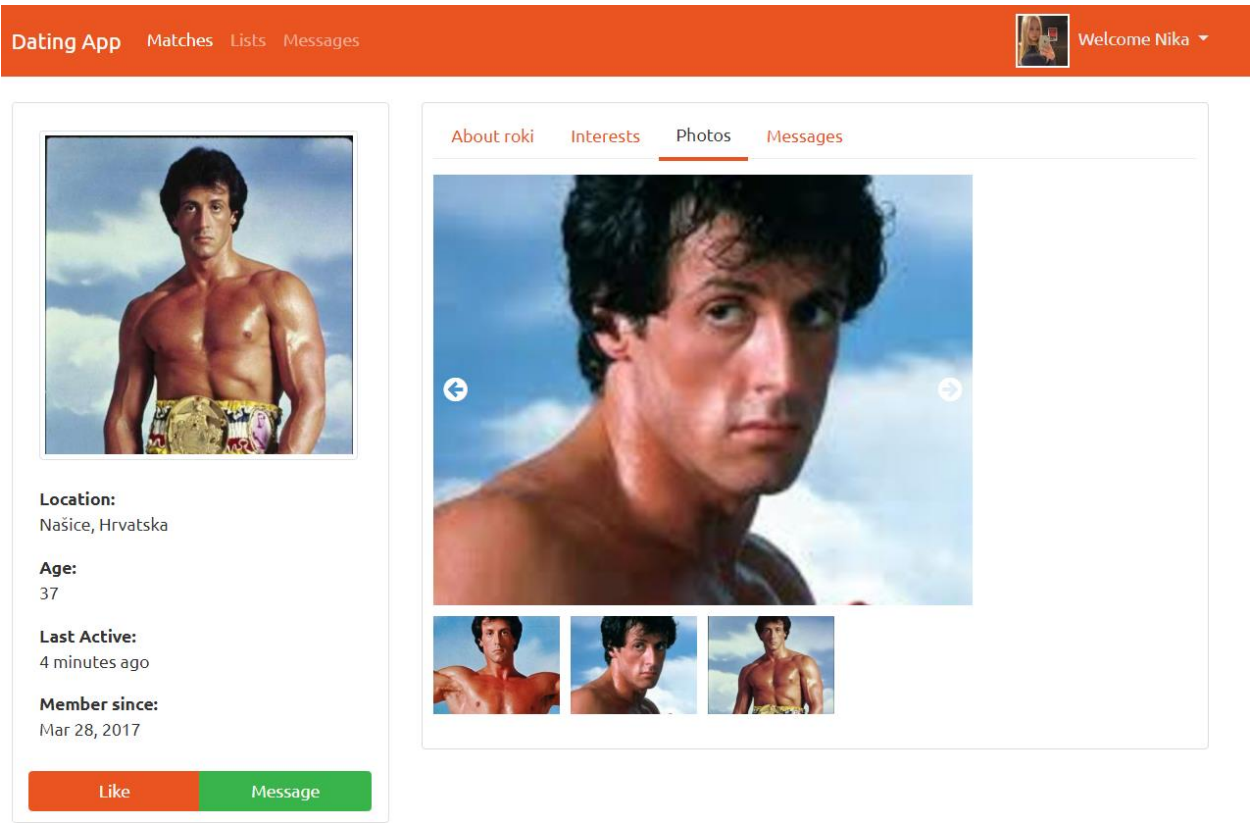 Dating App Matches Lists Messages Welcome Nika
About roki Interests Photos Messages
Location:
Našice, Hrvatska
Age:
37
Last Active:
4 minutes ago
Member since:
Mar 28, 2017
Like Message